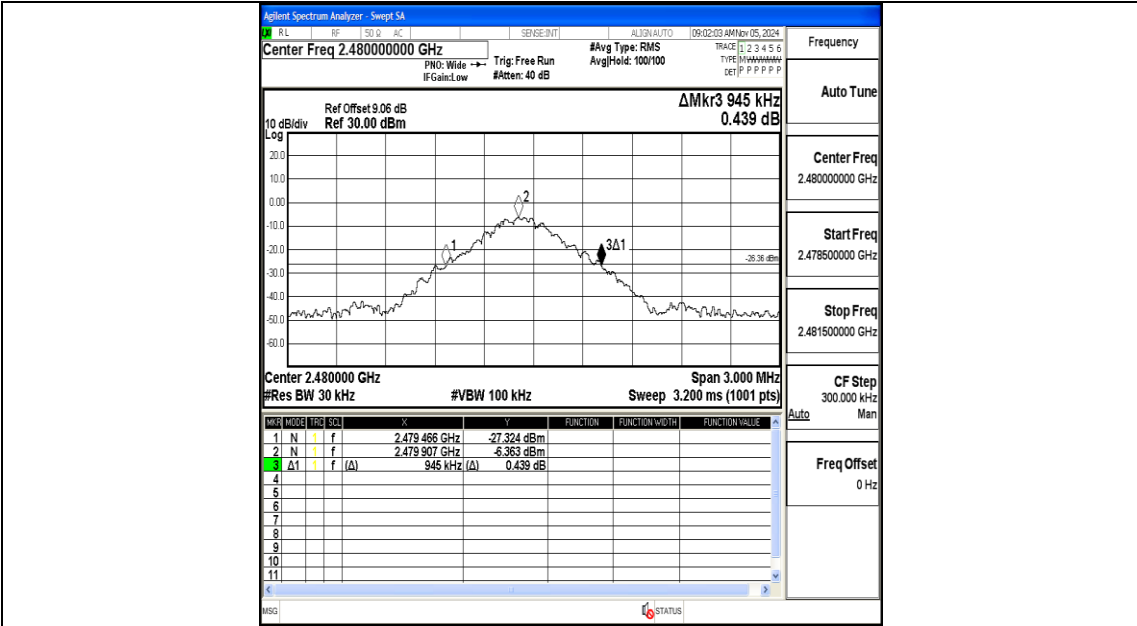 Agilent Spectrum Analyzer - Swept SA
RL RF 50 Ω AC SENSE:INT ALIGN AUTO 09:02:03 AM Nov 05, 2024
Center Freq 2.480000000 GHz #Avg Type: RMS TRACE 1 2 3 4 5 6
PNO: Wide Trig: Free Run Avg|Hold: 100/100 TYPE
IFGain:Low #Atten: 40 dB DET P P P P P P
Ref Offset 9.06 dB ΔMkr3 945 kHz
10 dB/div Ref 30.00 dBm 0.439 dB
Log
20.0
10.0
0.00
2
-10.0
1 3Δ1
-20.0
-26.36 dBm
-30.0
-40.0
-50.0
-60.0
Center 2.480000 GHz Span 3.000 MHz
#Res BW 30 kHz #VBW 100 kHz Sweep 3.200 ms (1001 pts)
MKR MODE TRC SCL X Y FUNCTION FUNCTION WIDTH FUNCTION VALUE
1 N 1 f 2.479 466 GHz -27.324 dBm
2 N 1 f 2.479 907 GHz -6.363 dBm
3 Δ1 1 f (Δ) 945 kHz (Δ) 0.439 dB
4
5
6
7
8
9
10
11
MSG STATUS
Frequency
Auto Tune
Center Freq
2.480000000 GHz
Start Freq
2.478500000 GHz
Stop Freq
2.481500000 GHz
CF Step
300.000 kHz
Auto Man
Freq Offset
0 Hz